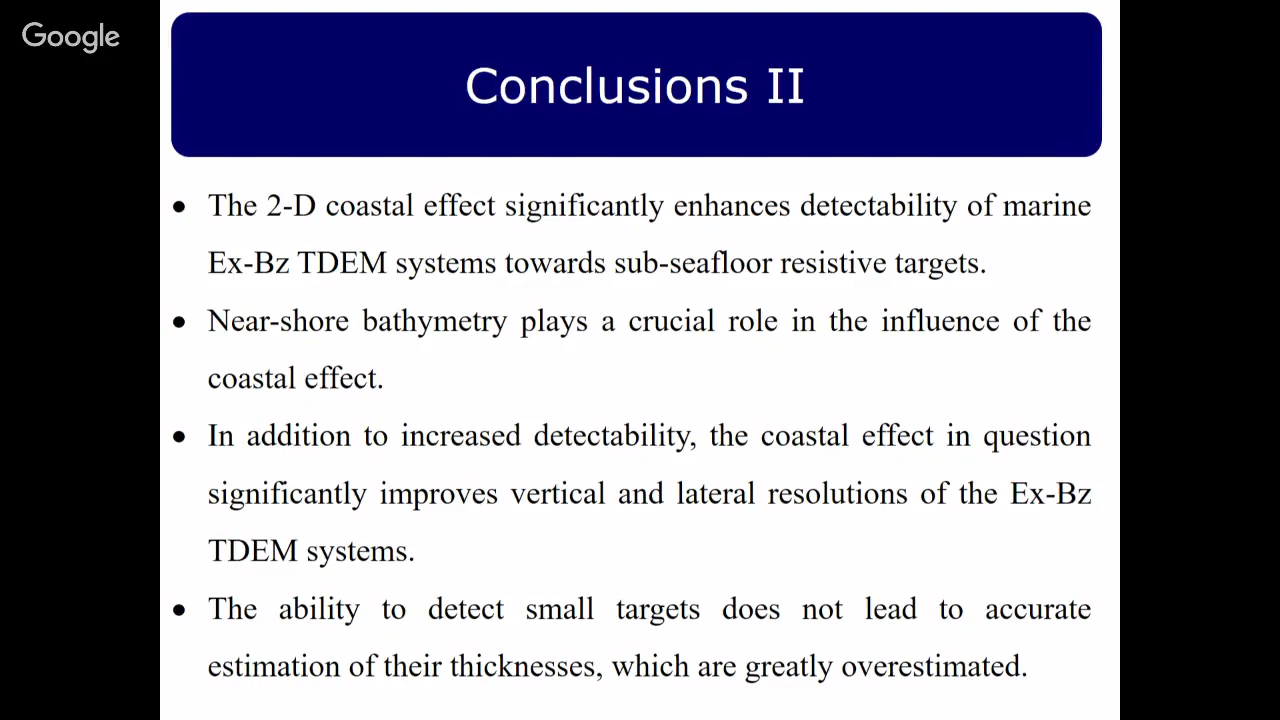 Google
Conclusions II
• The 2-D coastal effect significantly enhances detectability of marine
Ex-Bz TDEM systems towards sub-seafloor resistive targets.
• Near-shore bathymetry plays a crucial role in the influence of the
coastal effect.
• In addition to increased detectability, the coastal effect in question
significantly improves vertical and lateral resolutions of the Ex-Bz
TDEM systems.
• The ability to detect small targets does not lead to accurate
estimation of their thicknesses, which are greatly overestimated.